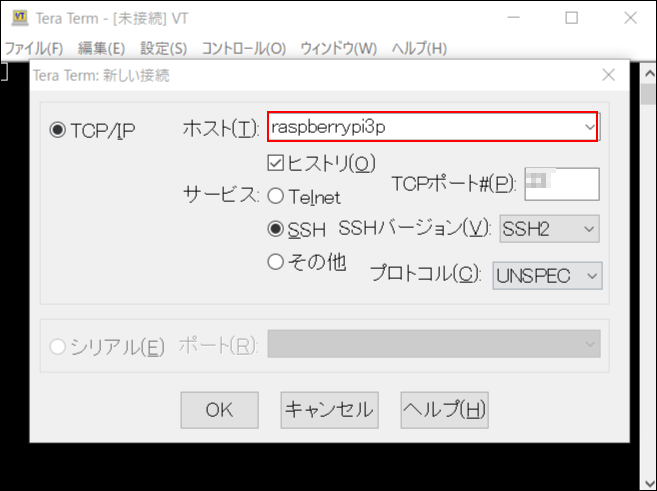 Tera Term - [未接続] VT
ファイル(F) 編集(E) 設定(S) コントロール(O) ウィンドウ(W) ヘルプ(H)
Tera Term: 新しい接続
TCP/IP
ホスト(T): raspberrypi3p
ヒストリ(O)
サービス: Telnet
TCPポート#(P):
SSH
SSHバージョン(V): SSH2
その他
プロトコル(C): UNSPEC
シリアル(E)
ポート(R):
OK キャンセル ヘルプ(H)